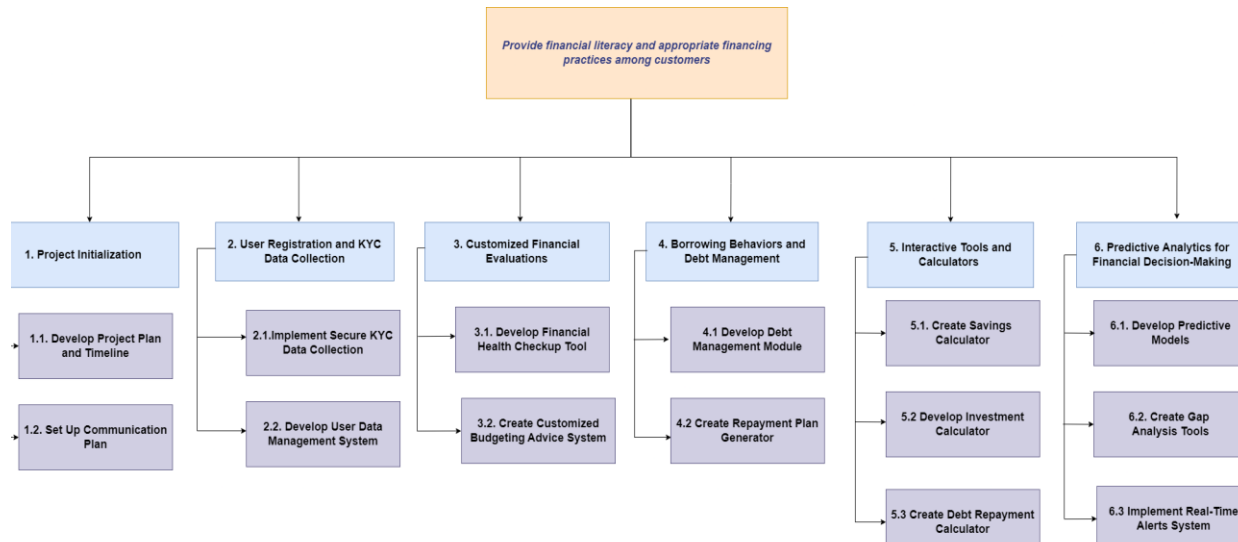 Provide financial literacy and appropriate financing
practices among customers
1. Project Initialization
2. User Registration and KYC
Data Collection
3. Customized Financial
Evaluations
4. Borrowing Behaviors and
Debt Management
5. Interactive Tools and
Calculators
6. Predictive Analytics for
Financial Decision-Making
1.1. Develop Project Plan
and Timeline
2.1.Implement Secure KYC
Data Collection
3.1. Develop Financial
Health Checkup Tool
4.1 Develop Debt
Management Module
5.1. Create Savings
Calculator
6.1. Develop Predictive
Models
1.2. Set Up Communication
Plan
2.2. Develop User Data
Management System
3.2. Create Customized
Budgeting Advice System
4.2 Create Repayment Plan
Generator
5.2 Develop Investment
Calculator
6.2. Create Gap
Analysis Tools
5.3 Create Debt Repayment
Calculator
6.3 Implement Real-Time
Alerts System